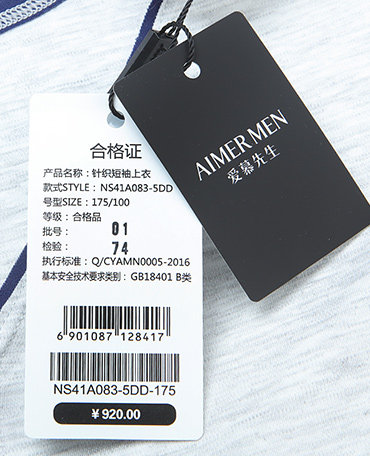 合格证
产品名称：针织短袖上衣
款式STYLE：NS41A083-5DD
号型SIZE：175/100
等级：合格品
批号： 01
检验： 74
执行标准：Q/CYAMN0005-2016
基本安全技术要求类别：GB18401 B类
6 901087 128417
NS41A083-5DD-175
¥920.00
AIMER MEN
爱慕先生